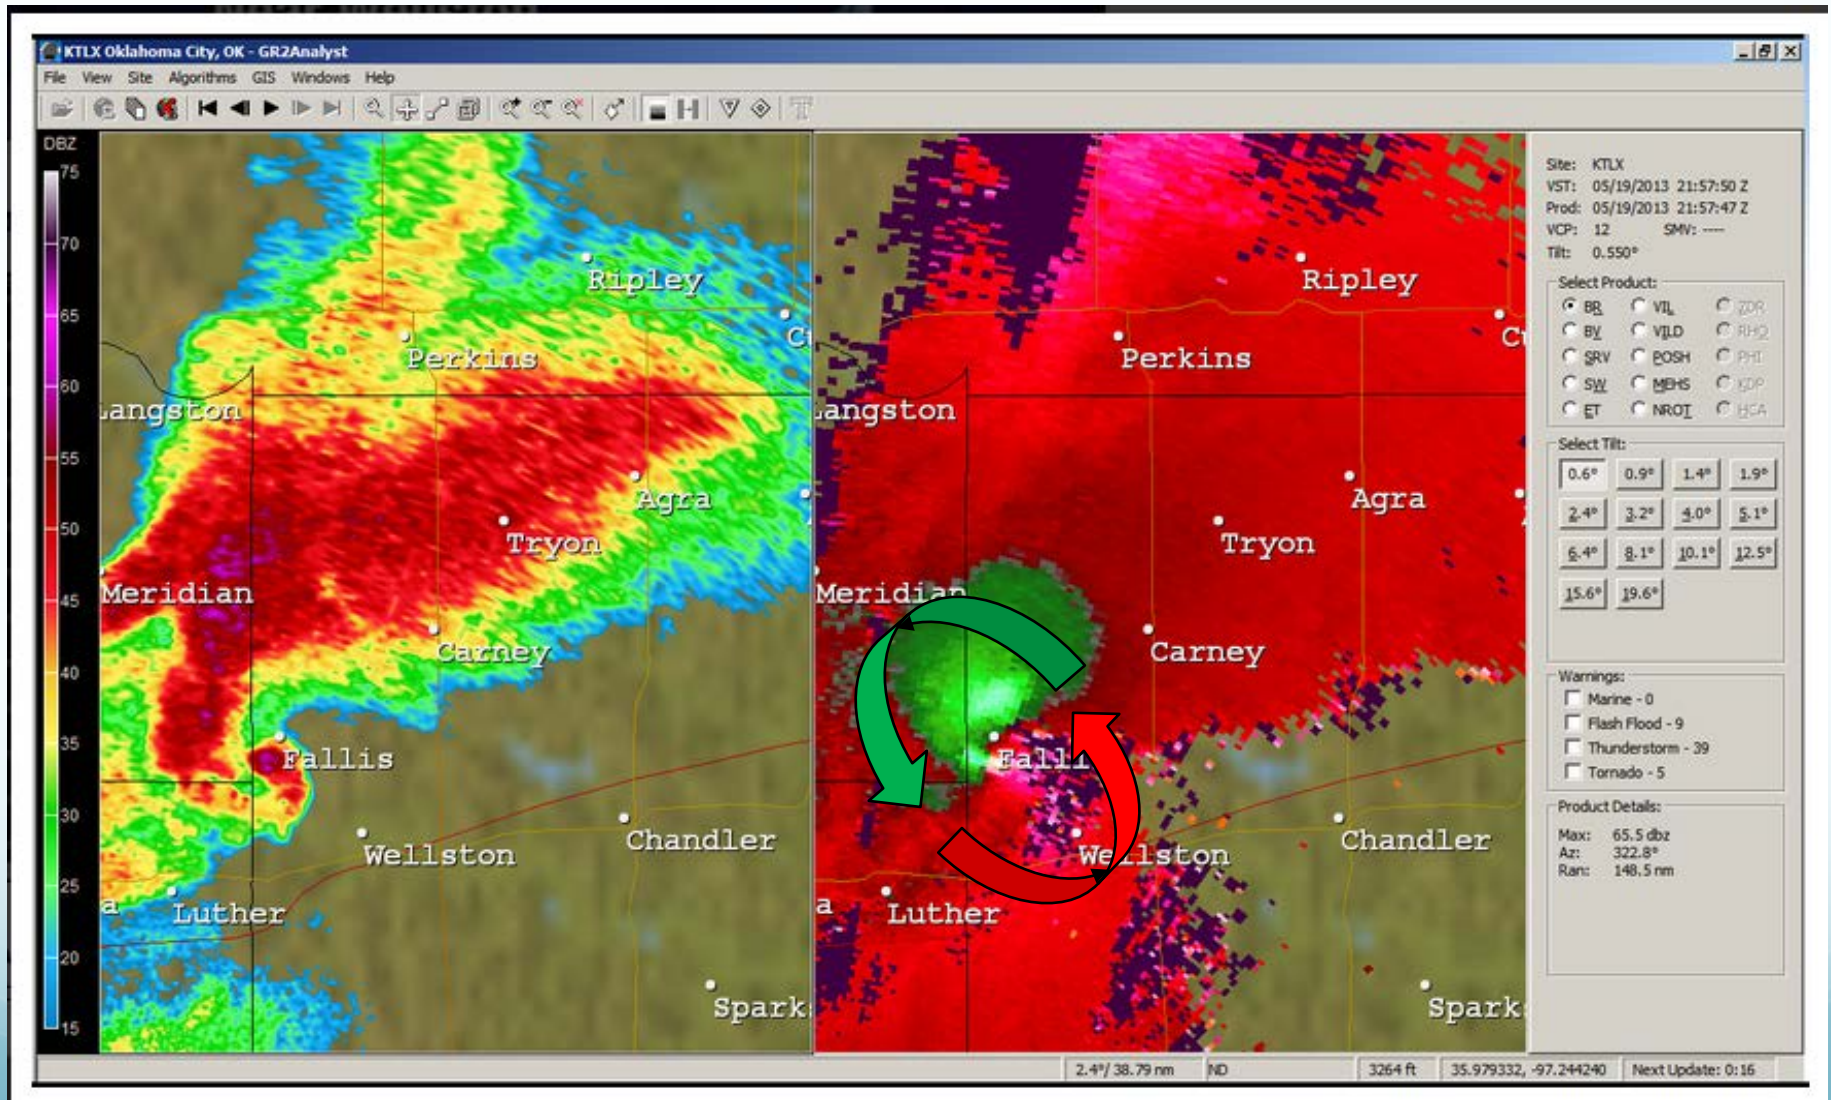 KTLX Oklahoma City, OK - GR2Analyst
File View Site Algorithms GIS Windows Help
DBZ
75
70
65
60
55
50
45
40
35
30
25
20
15
Ripley
Perkins
Langston
Agra
Tryon
Meridian
Carney
Fallis
Wellston
Chandler
a
Luther
Spark
Ripley
Perkins
Langston
Agra
Tryon
Meridian
Carney
Falli
Wellston
Chandler
a
Luther
Spark
Site: KTLX
VST: 05/19/2013 21:57:50 Z
Prod: 05/19/2013 21:57:47 Z
VCP: 12 SMV: ----
Tilt: 0.550°
Select Product:
BR VIL ZDR
BV VILD RHO
SRV POSH PHI
SW MEHS KDP
ET NROT HCA
Select Tilt:
0.6° 0.9° 1.4° 1.9°
2.4° 3.2° 4.0° 5.1°
6.4° 8.1° 10.1° 12.5°
15.6° 19.6°
Warnings:
Marine - 0
Flash Flood - 9
Thunderstorm - 39
Tornado - 5
Product Details:
Max: 65.5 dbz
Az: 322.8°
Ran: 148.5 nm
2.4°/ 38.79 nm ND 3264 ft 35.979332, -97.244240 Next Update: 0:16